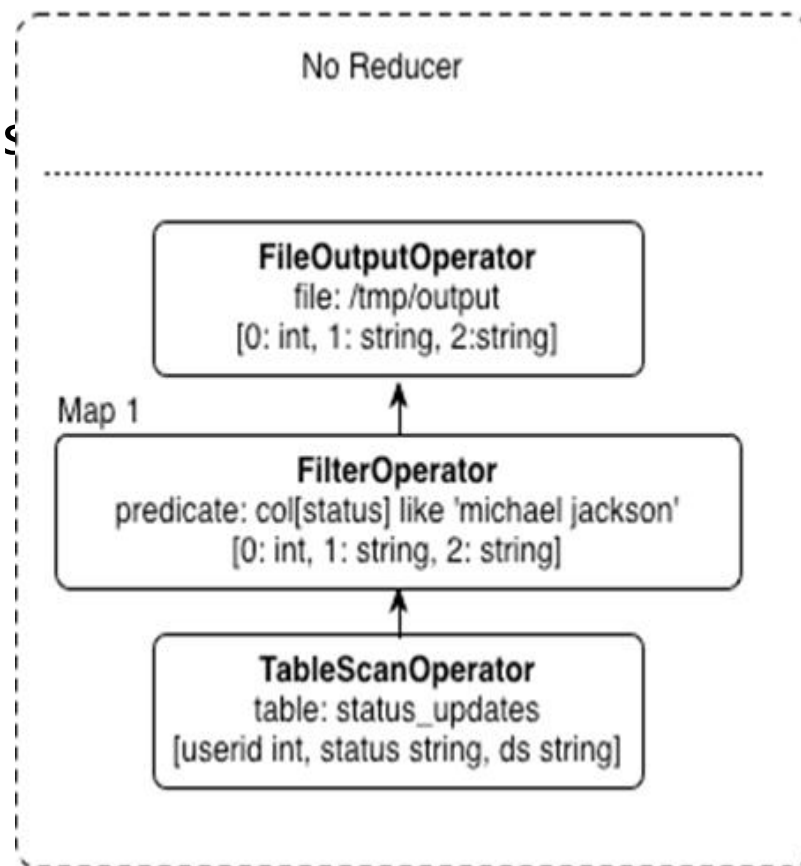 No Reducer
s
FileOutputOperator
file: /tmp/output
[0: int, 1: string, 2:string]
Map 1
FilterOperator
predicate: col[status] like 'michael jackson'
[0: int, 1: string, 2: string]
TableScanOperator
table: status_updates
[userid int, status string, ds string]